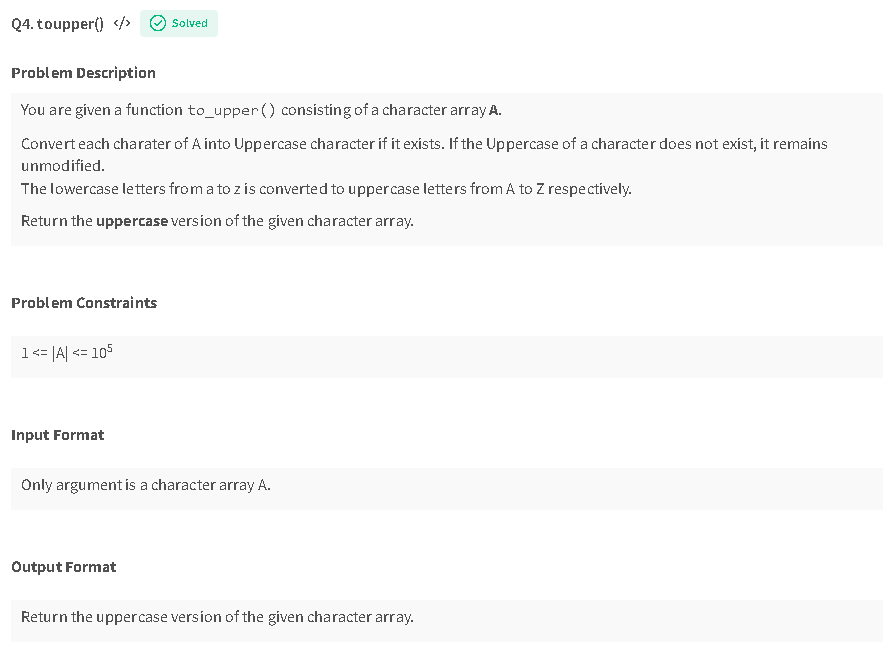 Q4. toupper() </> Solved
Problem Description
You are given a function to_upper() consisting of a character array A.
Convert each charater of A into Uppercase character if it exists. If the Uppercase of a character does not exist, it remains
unmodified.
The lowercase letters from a to z is converted to uppercase letters from A to Z respectively.
Return the uppercase version of the given character array.
Problem Constraints
1 <= |A| <= 10⁵
Input Format
Only argument is a character array A.
Output Format
Return the uppercase version of the given character array.